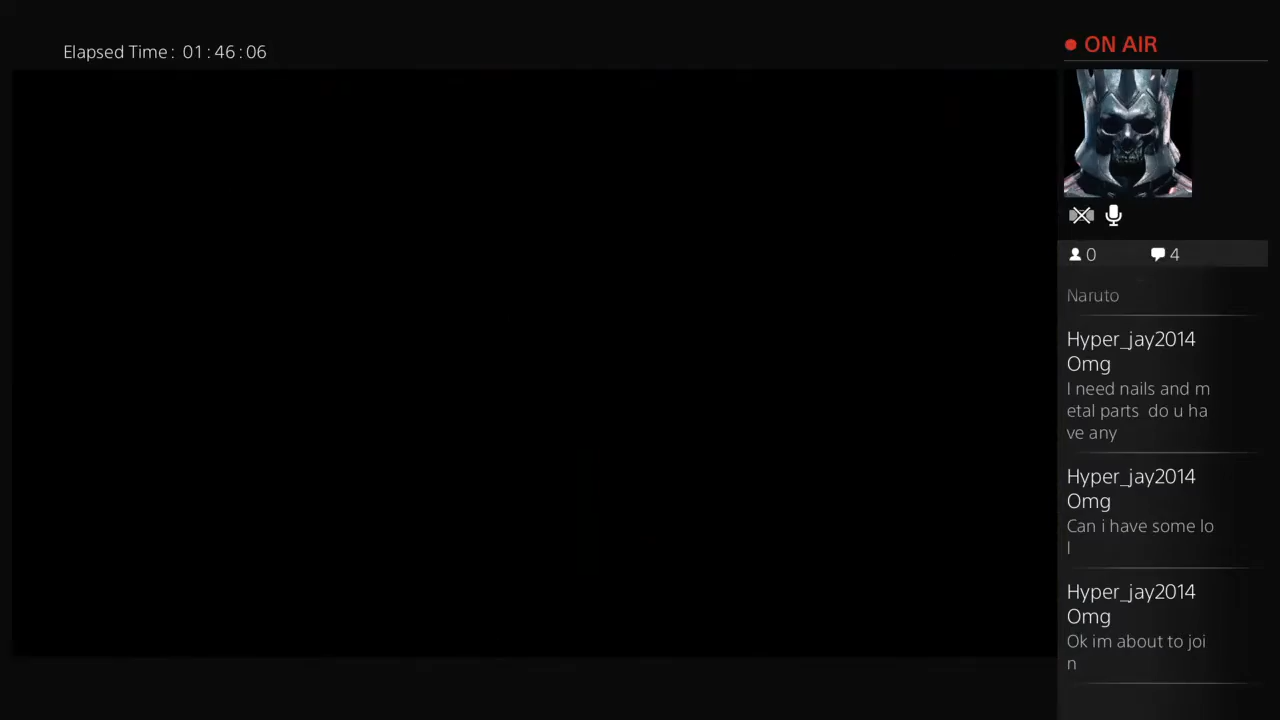 Elapsed Time: 01:46:06
ON AIR
0 4
Naruto
Hyper_jay2014
Omg
I need nails and m
etal parts do u ha
ve any
Hyper_jay2014
Omg
Can i have some lo
l
Hyper_jay2014
Omg
Ok im about to joi
n